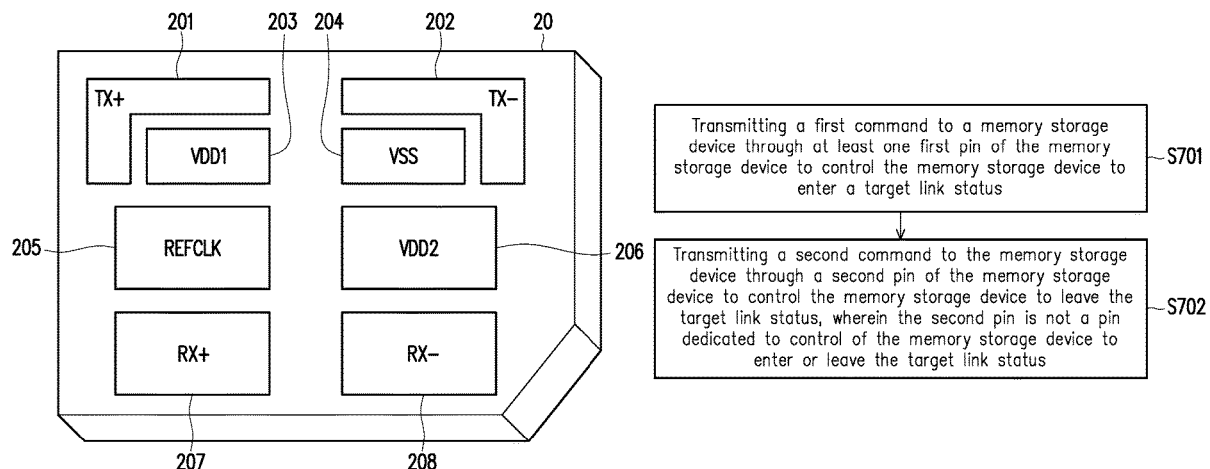 201
203
204
202
20
TX+
TX−
VDD1
VSS
205
REFCLK
VDD2
206
RX+
RX−
207
208
Transmitting a first command to a memory storage
device through at least one first pin of the memory
storage device to control the memory storage device to
enter a target link status
S701
Transmitting a second command to the memory storage
device through a second pin of the memory storage
device to control the memory storage device to leave the
target link status, wherein the second pin is not a pin
dedicated to control of the memory storage device to
enter or leave the target link status
S702